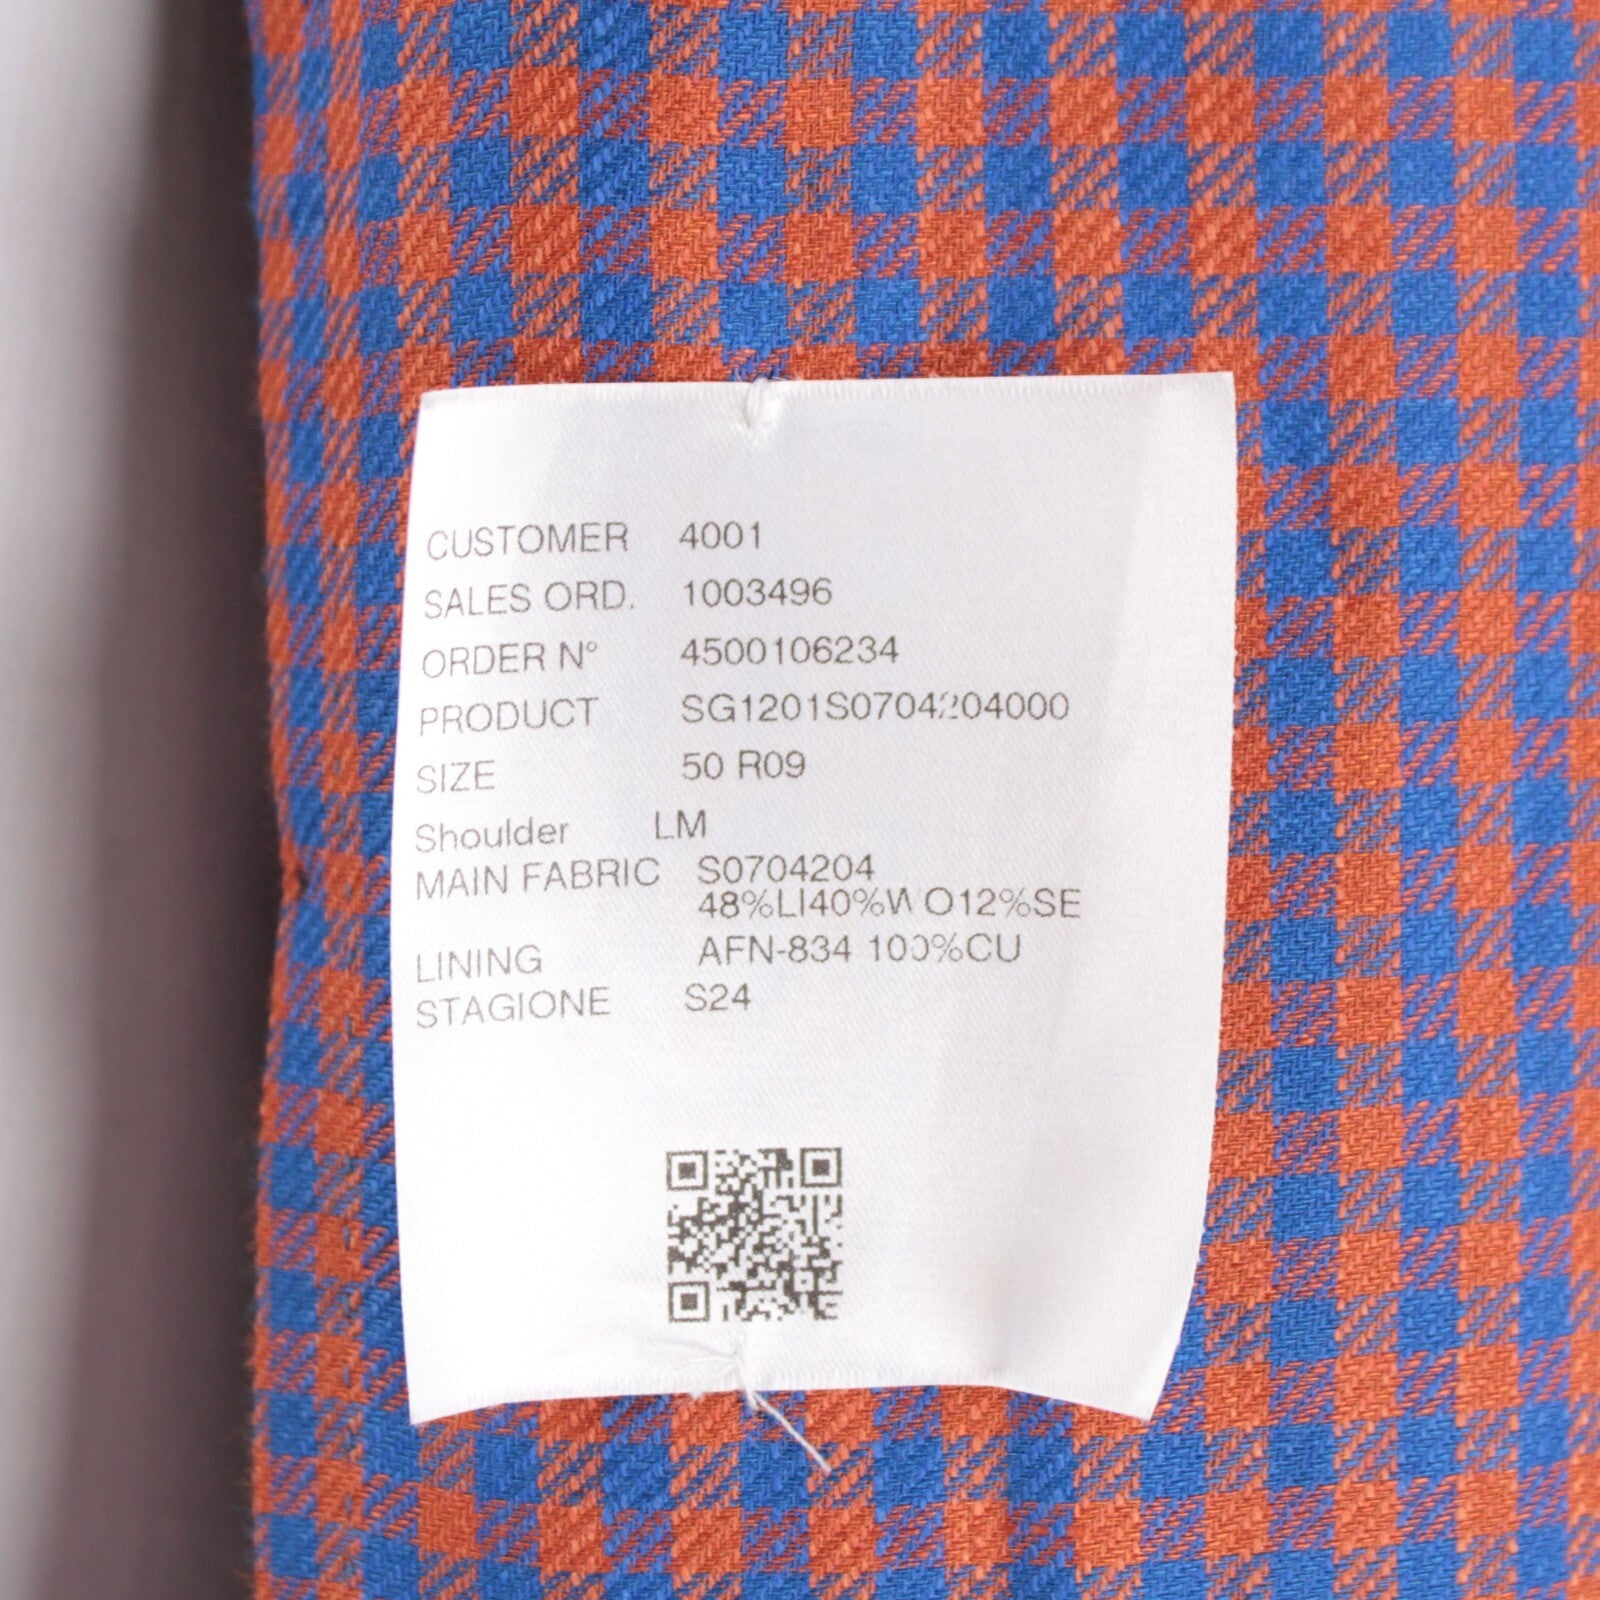 CUSTOMER 4001
SALES ORD. 1003496
ORDER N° 4500106234
PRODUCT SG1201S0704204000
SIZE 50 R09
Shoulder LM
MAIN FABRIC S0704204
48%LI40%WO12%SE
LINING AFN-834 100%CU
STAGIONE S24